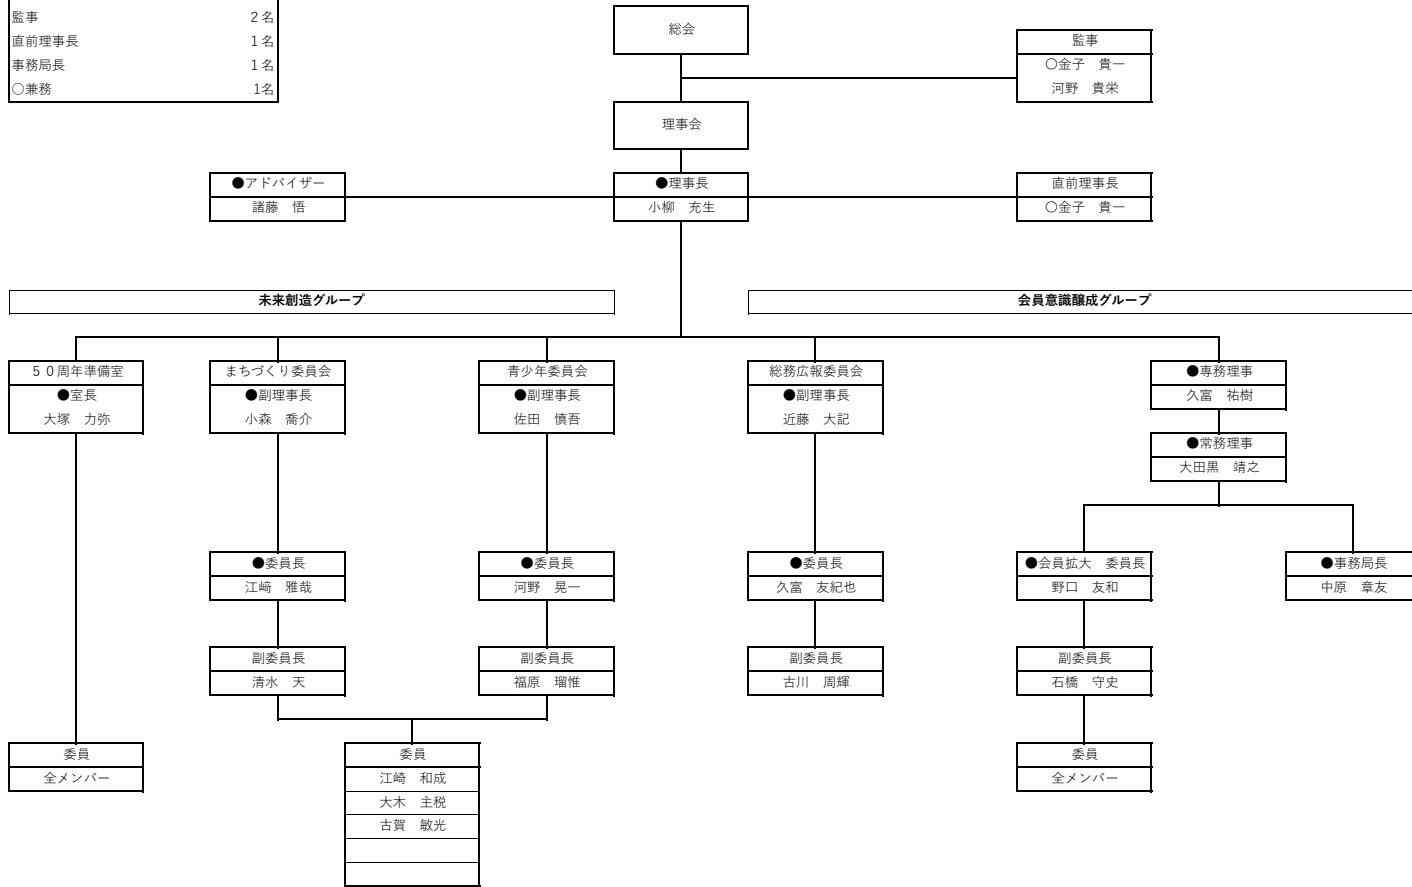 監事 2名
直前理事長 1名
事務局長 1名
〇兼務 1名
総会
監事
〇金子　貴一
河野　貴栄
理事会
●アドバイザー
諸藤　悟
●理事長
小柳　充生
直前理事長
〇金子　貴一
未来創造グループ
会員意識醸成グループ
５０周年準備室
●室長
大塚　力弥
まちづくり委員会
●副理事長
小森　喬介
青少年委員会
●副理事長
佐田　慎吾
総務広報委員会
●副理事長
近藤　大記
●専務理事
久富　祐樹
●常務理事
大田黒　靖之
●委員長
江﨑　雅哉
●委員長
河野　晃一
●委員長
久富　友紀也
●会員拡大　委員長
野口　友和
●事務局長
中原　章友
副委員長
清水　天
副委員長
福原　瑠惟
副委員長
古川　周輝
副委員長
石橋　守史
委員
全メンバー
委員
江崎　和成
大木　主税
古賀　敏光
委員
全メンバー